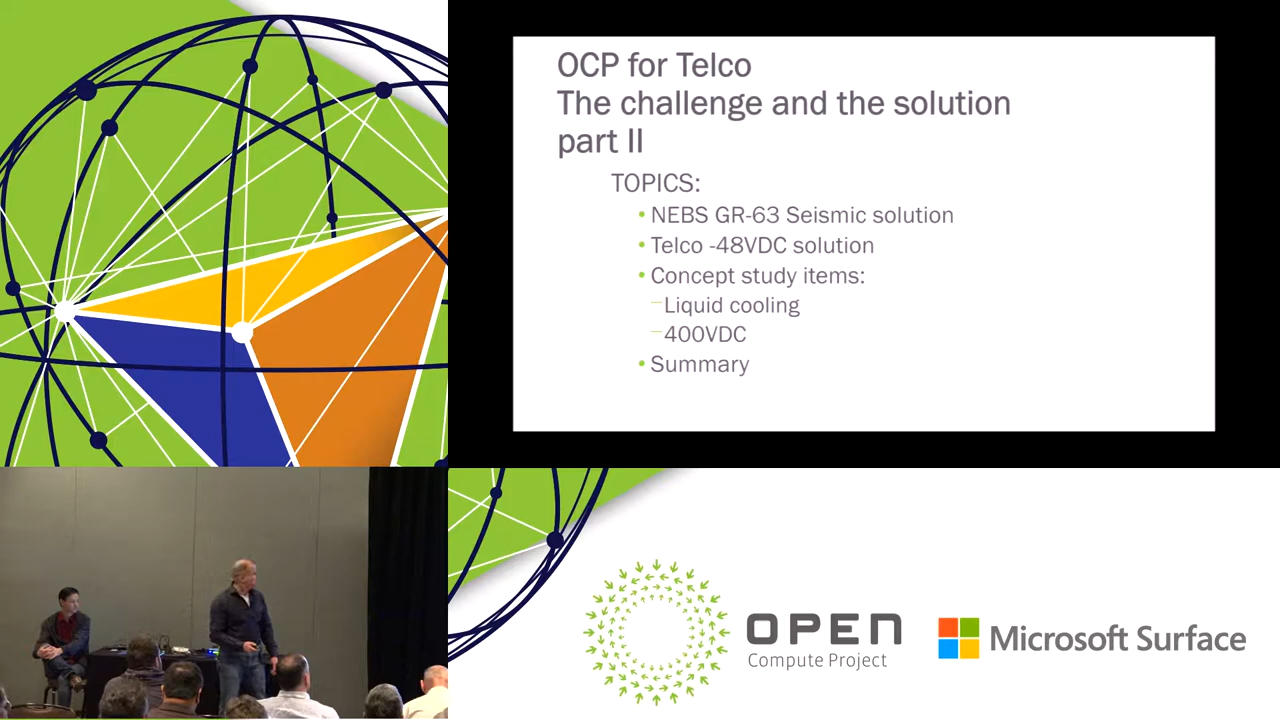 OCP for Telco
The challenge and the solution
part II
TOPICS:
•NEBS GR-63 Seismic solution
•Telco -48VDC solution
•Concept study items:
–Liquid cooling
–400VDC
•Summary
OPEN
Compute Project
Microsoft Surface